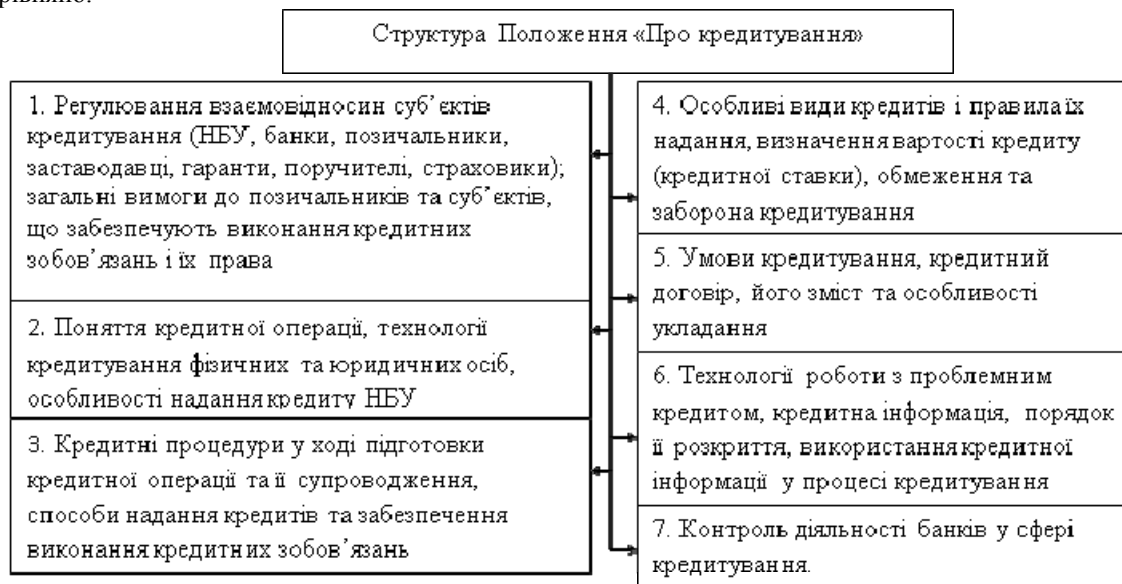 Структура Положення «Про кредитування»
1. Регулювання взаємовідносин суб’єктів
кредитування (НБУ, банки, позичальники,
заставодавці, гаранти, поручителі, страховики);
загальні вимоги до позичальників та суб’єктів,
що забезпечують виконання кредитних
зобов’язань і їх права
2. Поняття кредитної операції, технології
кредитування фізичних та юридичних осіб,
особливості надання кредиту НБУ
3. Кредитні процедури у ході підготовки
кредитної операції та її супроводження,
способи надання кредитів та забезпечення
виконання кредитних зобов’язань
4. Особливі види кредитів і правила їх
надання, визначення вартості кредиту
(кредитної ставки), обмеження та
заборона кредитування
5. Умови кредитування, кредитний
договір, його зміст та особливості
укладання
6. Технології роботи з проблемним
кредитом, кредитна інформація, порядок
її розкриття, використання кредитної
інформації у процесі кредитування
7. Контроль діяльності банків у сфері
кредитування.